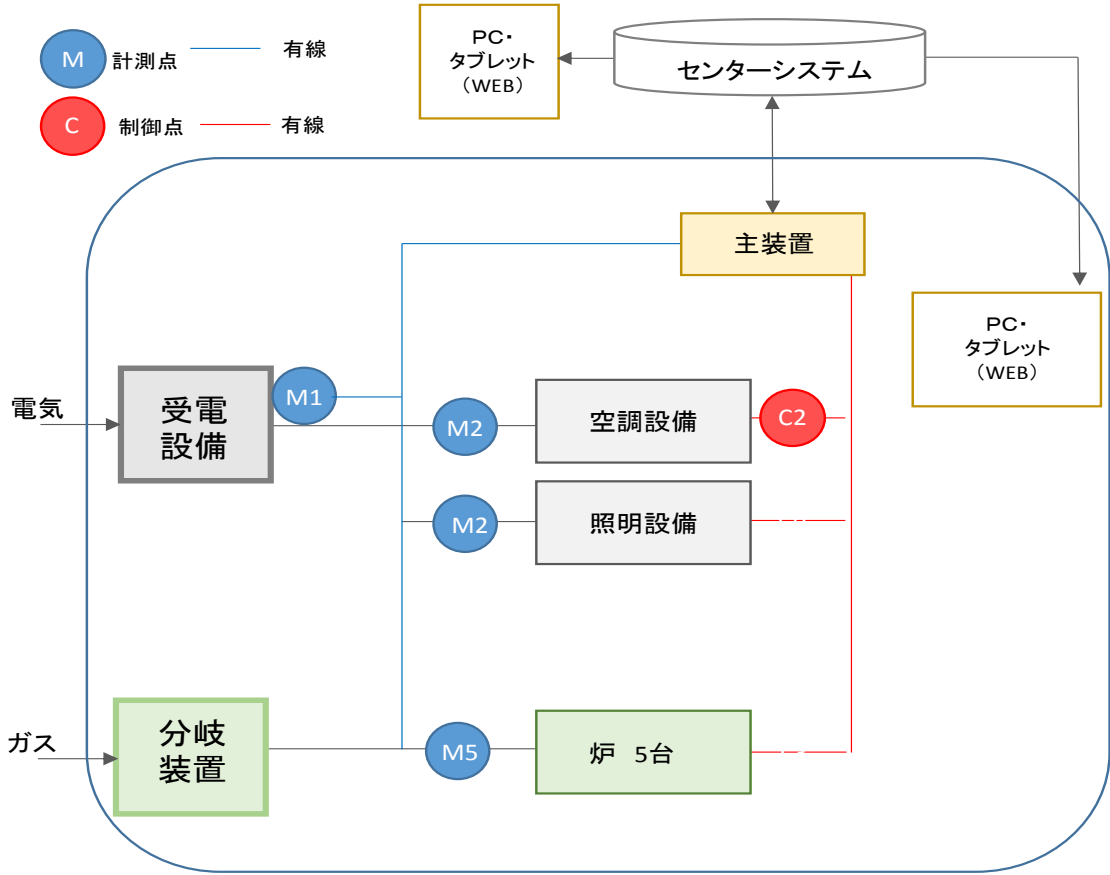 M 計測点 有線
C 制御点 有線
PC・
タブレット
（WEB）
センターシステム
主装置
PC・
タブレット
（WEB）
電気
受電
設備
M1
M2
空調設備
C2
M2
照明設備
ガス
分岐
装置
M5
炉 5台